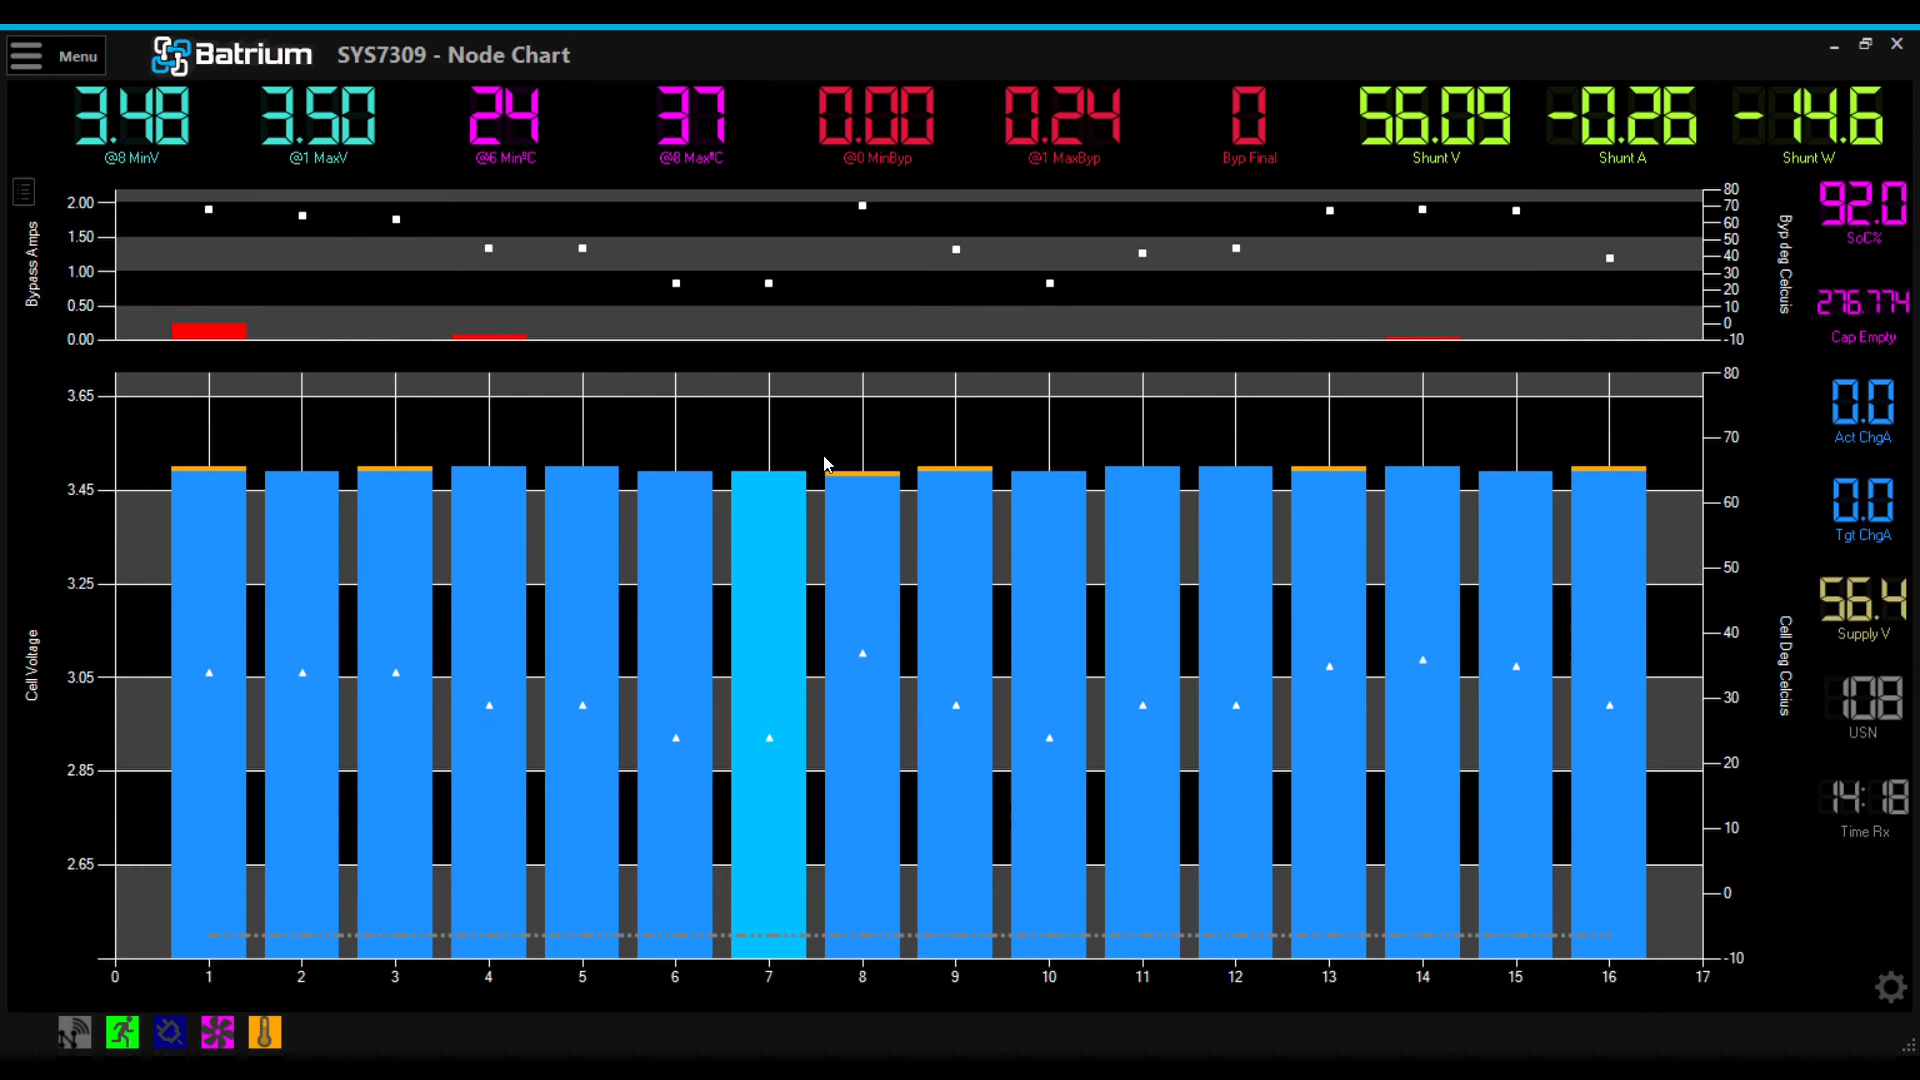 Menu
Batrium
SYS7309 - Node Chart
3.48 3.50 24 37 0.00 0.24 0 56.09 -0.26 -14.6
@8 MinV @1 MaxV @6 Min°C @8 Max°C @0 MinByp @1 MaxByp Byp Final Shunt V Shunt A Shunt W
Bypass Amps
2.00
1.50
1.00
0.50
0.00
80
70
60
50
40
30
20
10
0
-10
Byp deg Celcuis
92.0
SoC%
276.774
Cap Empty
0.0
Act ChgA
0.0
Tgt ChgA
56.4
Supply V
108
USN
14:18
Time Rx
Cell Voltage
3.65
3.45
3.25
3.05
2.85
2.65
80
70
60
50
40
30
20
10
0
-10
Cell Deg Celcius
0 1 2 3 4 5 6 7 8 9 10 11 12 13 14 15 16 17
N